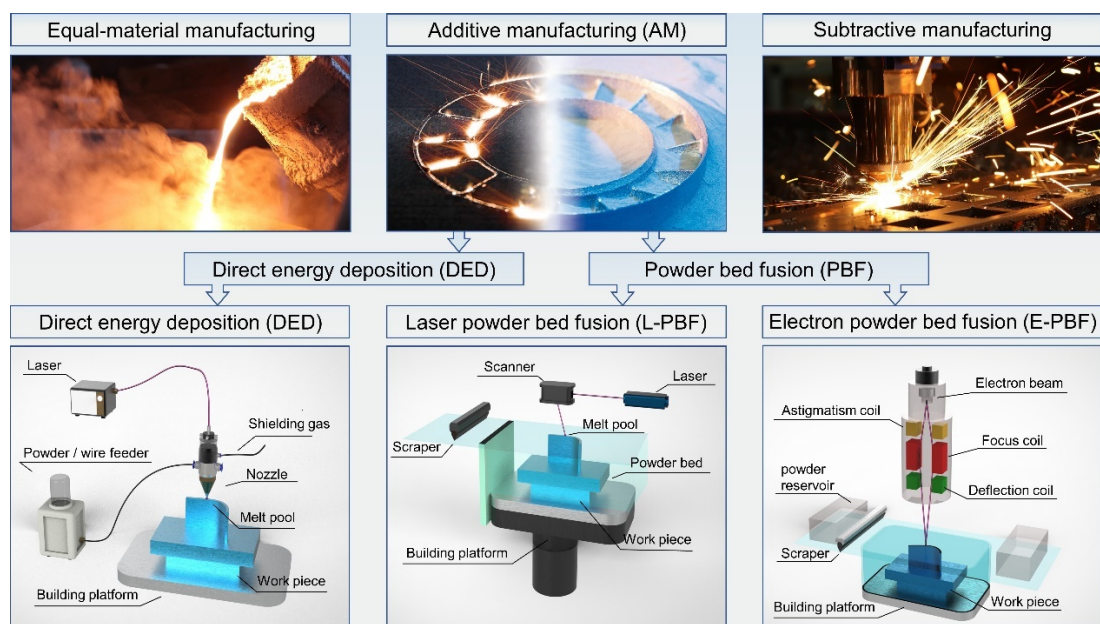 Equal-material manufacturing
Additive manufacturing (AM)
Subtractive manufacturing
Direct energy deposition (DED)
Powder bed fusion (PBF)
Direct energy deposition (DED)
Laser powder bed fusion (L-PBF)
Electron powder bed fusion (E-PBF)
Laser
Shielding gas
Powder / wire feeder
Nozzle
Melt pool
Work piece
Building platform
Scanner
Laser
Melt pool
Scraper
Powder bed
Work piece
Building platform
Electron beam
Astigmatism coil
Focus coil
powder
reservoir
Deflection coil
Scraper
Work piece
Building platform